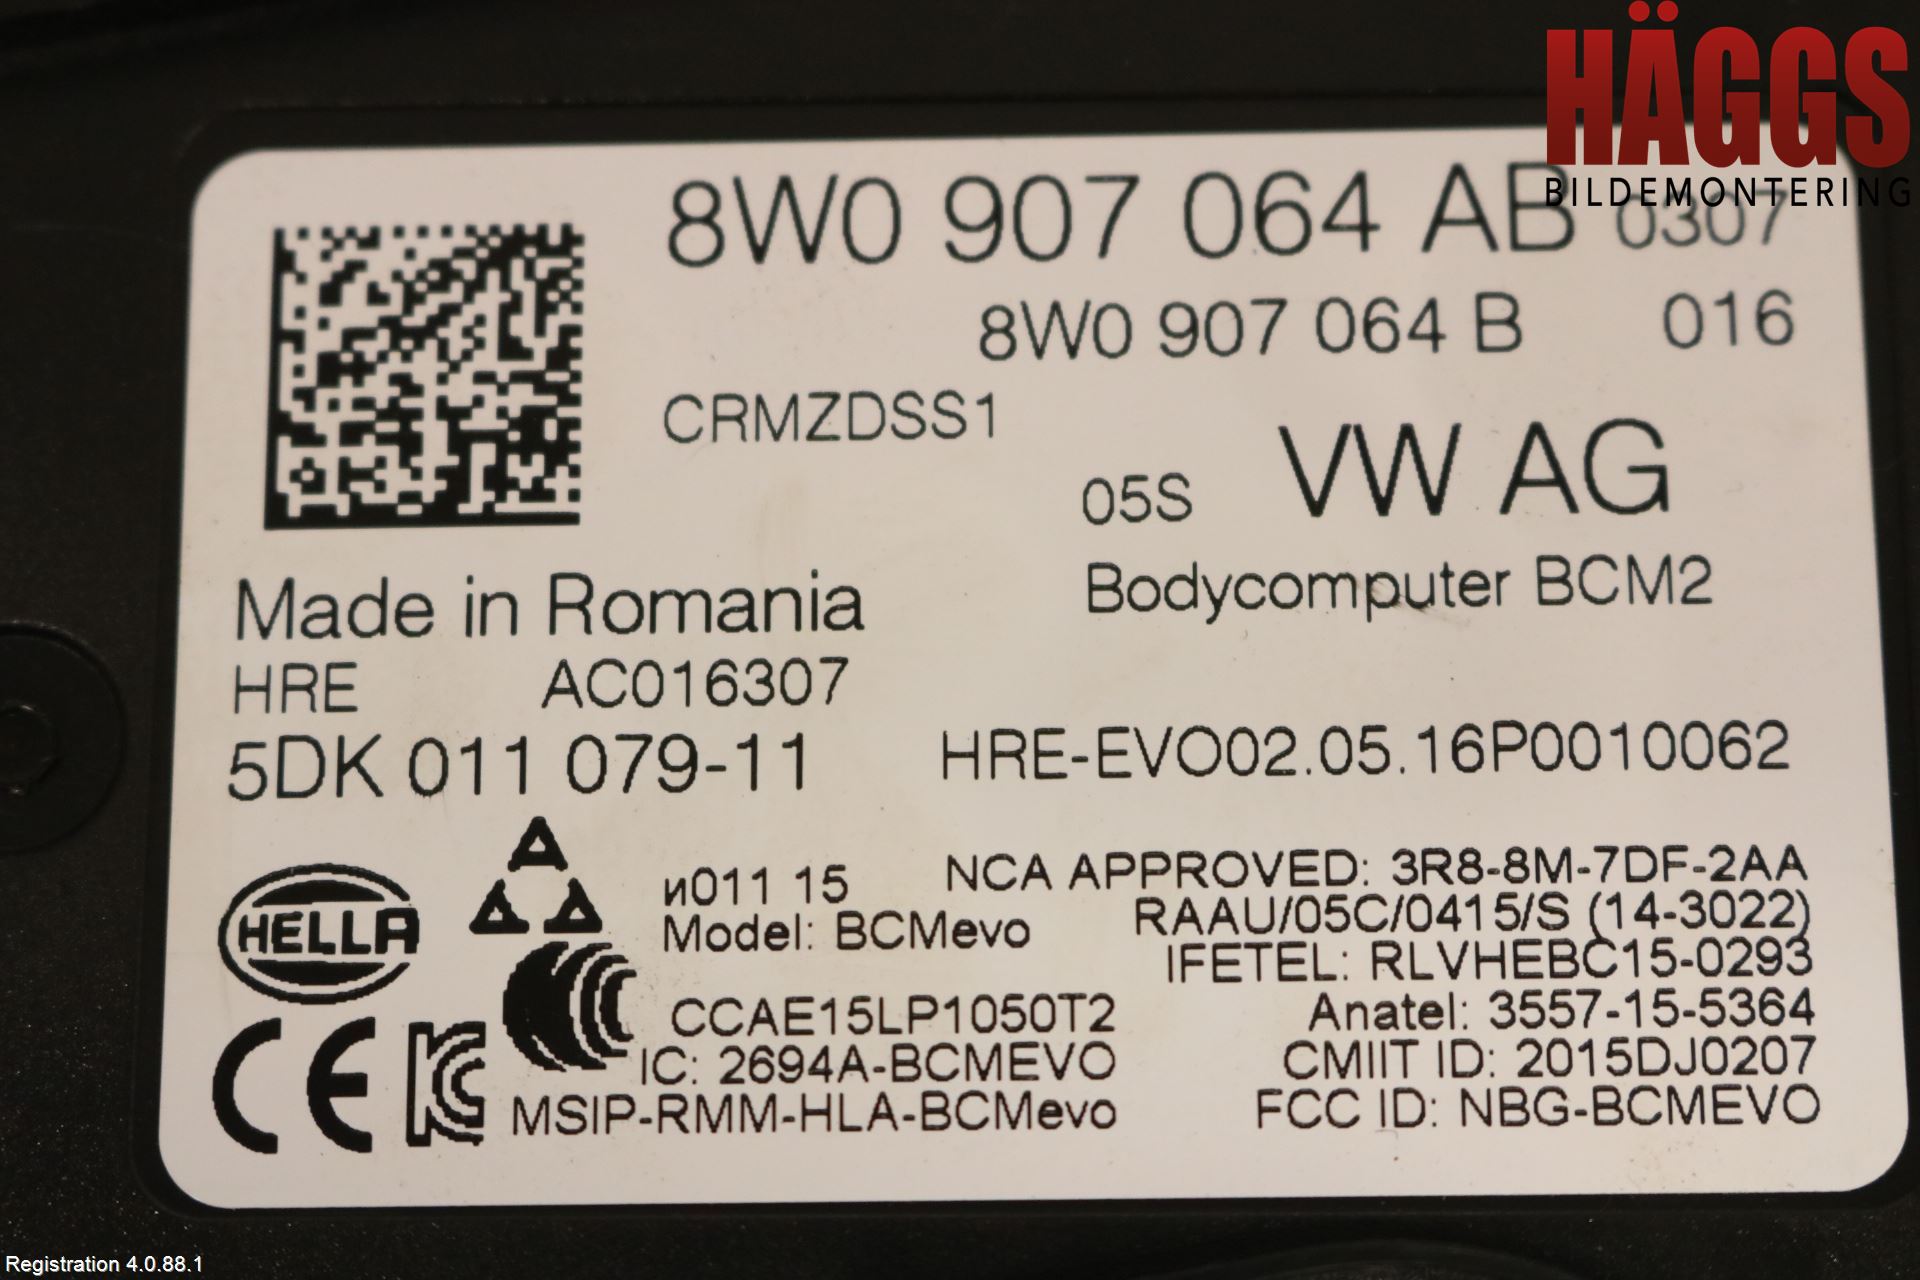 HÄGGS
BILDEMONTERING
8W0 907 064 AB 0307
8W0 907 064 B 016
CRMZDSS1
05S VW AG
Made in Romania
Bodycomputer BCM2
HRE AC016307
5DK 011 079-11 HRE-EVO02.05.16P0010062
HELLA
и011 15
Model: BCMevo
NCA APPROVED: 3R8-8M-7DF-2AA
RAAU/05C/0415/S (14-3022)
IFETEL: RLVHEBC15-0293
CCAE15LP1050T2 Anatel: 3557-15-5364
IC: 2694A-BCMEVO CMIIT ID: 2015DJ0207
CE MSIP-RMM-HLA-BCMevo FCC ID: NBG-BCMEVO
Registration 4.0.88.1